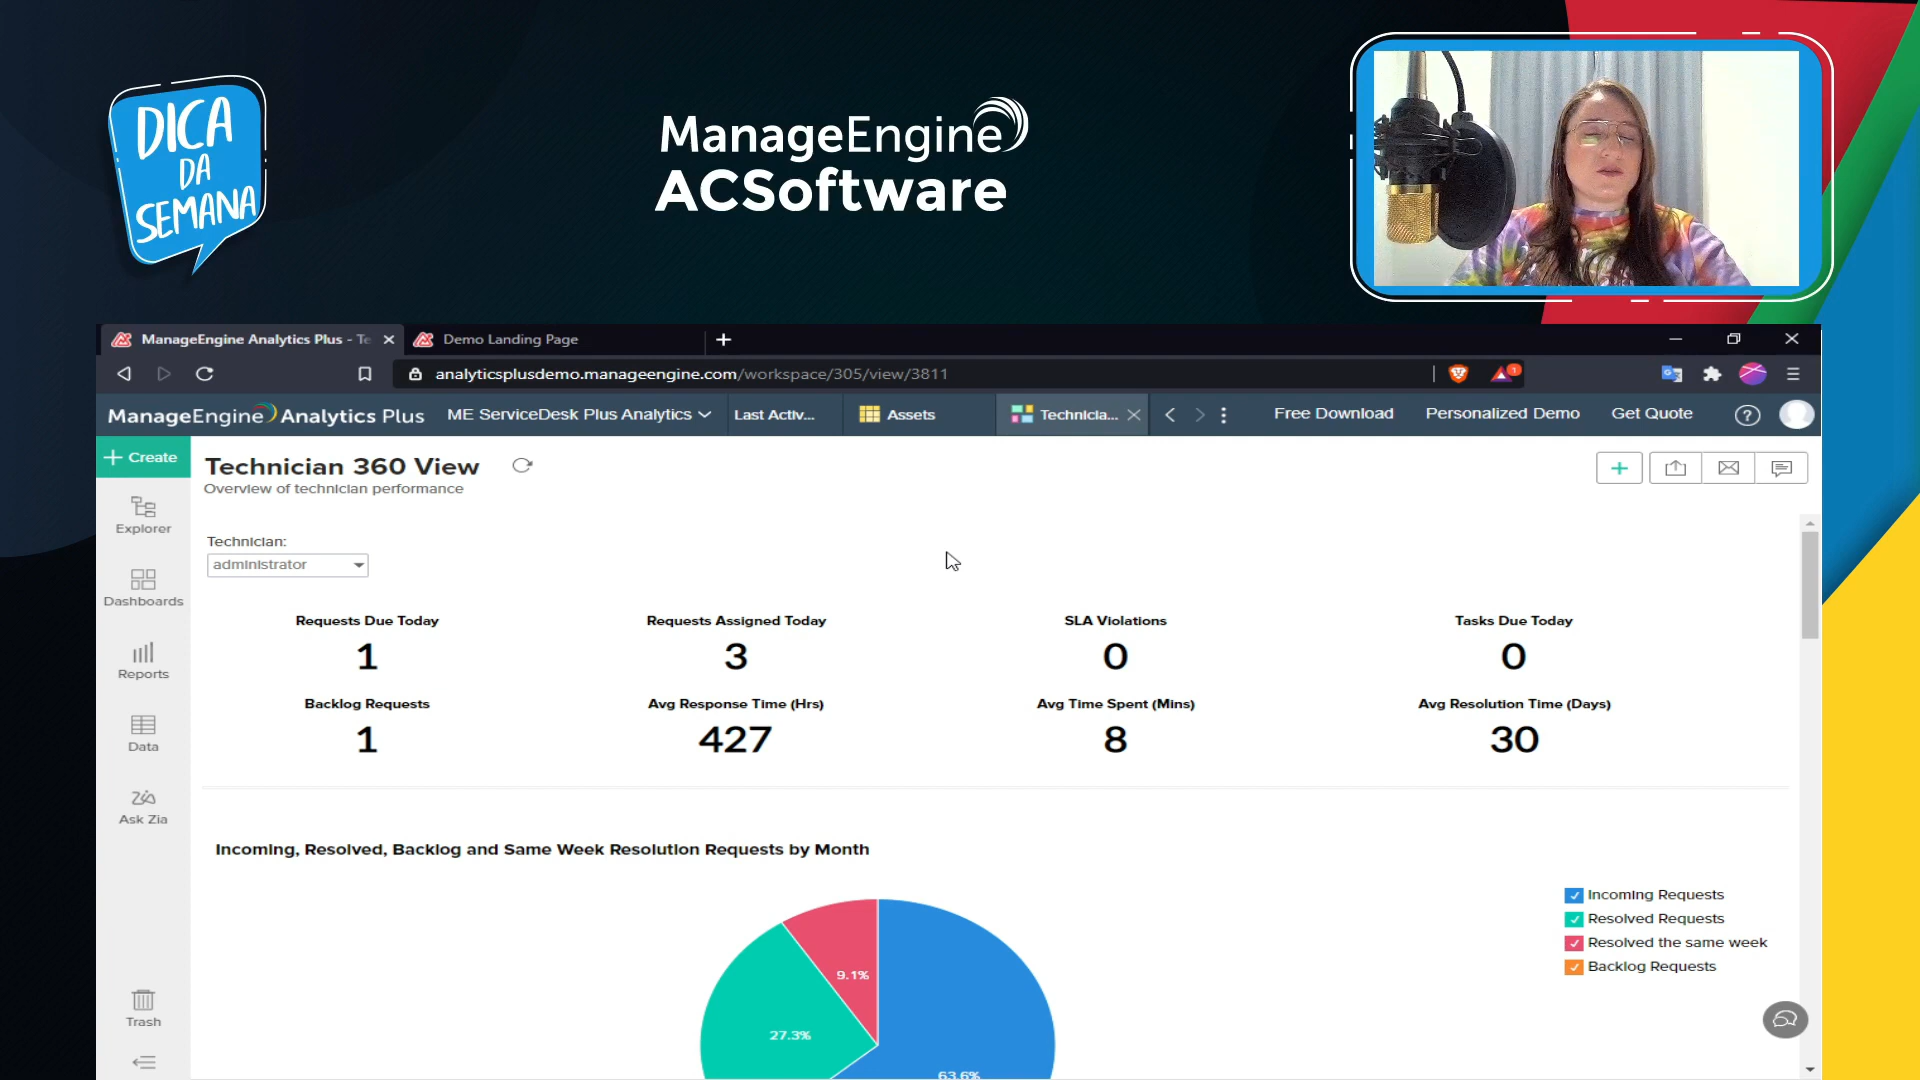 DICA
DA
SEMANA
ManageEngine
ACSoftware
ManageEngine Analytics Plus - Te
Demo Landing Page
analyticsplusdemo.manageengine.com/workspace/305/view/3811
1
ManageEngine Analytics Plus
ME ServiceDesk Plus Analytics
Last Activ...
Assets
Technicia...
Free Download
Personalized Demo
Get Quote
?
Create
Technician 360 View
Overview of technician performance
Explorer
Technician:
administrator
Dashboards
Requests Due Today
Requests Assigned Today
SLA Violations
Tasks Due Today
1
3
0
0
Reports
Backlog Requests
Avg Response Time (Hrs)
Avg Time Spent (Mins)
Avg Resolution Time (Days)
1
427
8
30
Data
Ask Zia
Incoming, Resolved, Backlog and Same Week Resolution Requests by Month
Incoming Requests
Resolved Requests
Resolved the same week
Backlog Requests
9.1%
27.3%
63.6%
Trash